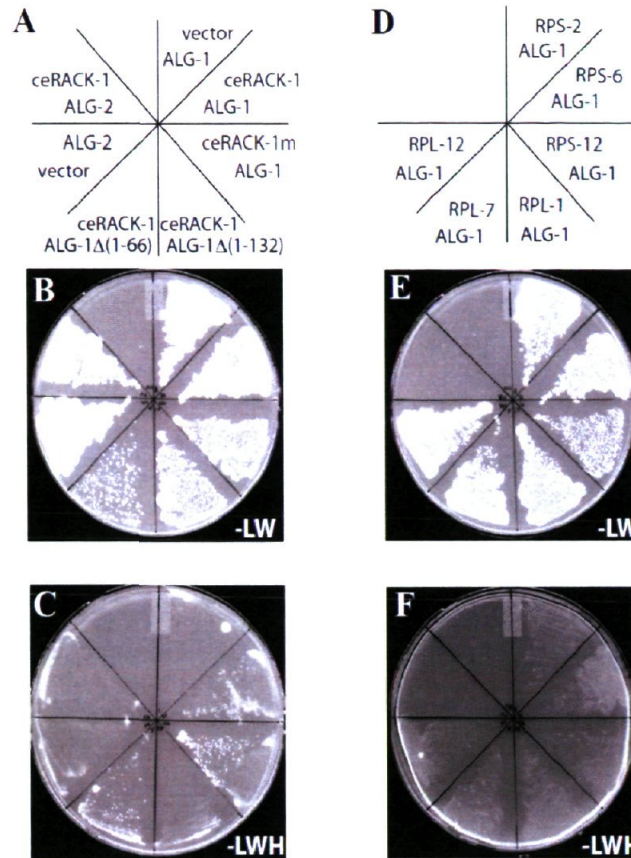 A
vector
ALG-1
ceRACK-1
ALG-1
ceRACK-1m
ALG-1
ceRACK-1
ALG-1Δ(1-132)
ceRACK-1
ALG-1Δ(1-66)
ALG-2
vector
ceRACK-1
ALG-2
D
RPS-2
ALG-1
RPS-6
ALG-1
RPS-12
ALG-1
RPL-1
ALG-1
RPL-7
ALG-1
RPL-12
ALG-1
B
-LW
E
-LW
C
-LWH
F
-LWH